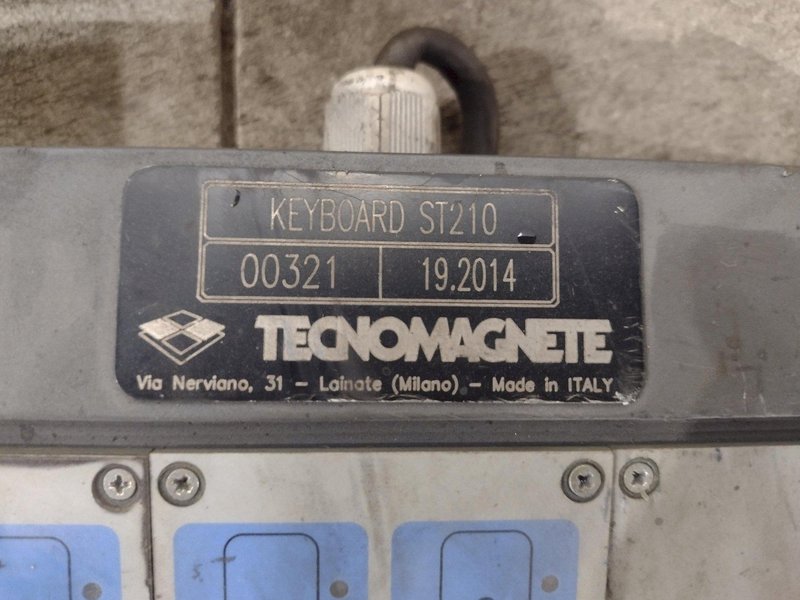 KEYBOARD ST210
00321 19.2014
TECNOMAGNETE
Via Nerviano, 31 - Lainate (Milano) - Made in ITALY